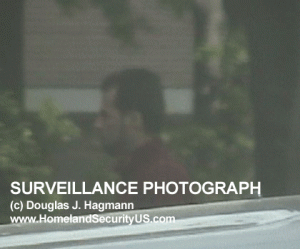 SURVEILLANCE PHOTOGRAPH
(c) Douglas J. Hagmann
www.HomelandSecurityUS.com